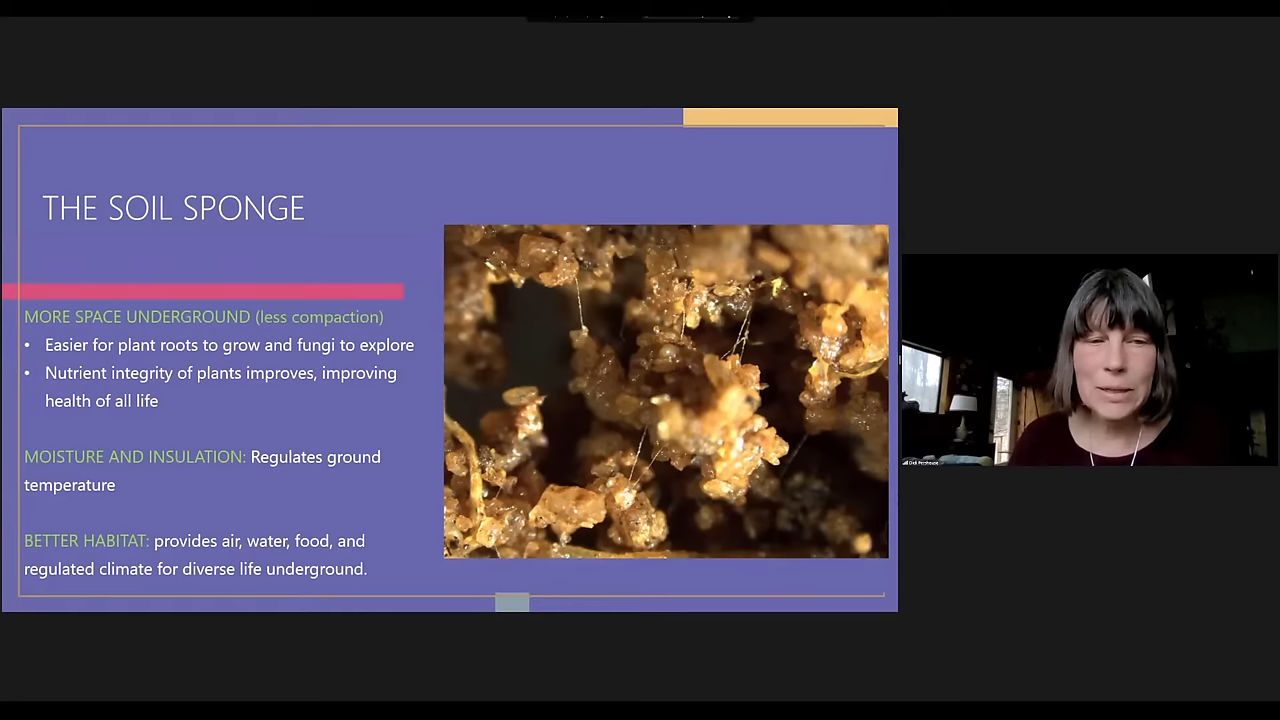 THE SOIL SPONGE
MORE SPACE UNDERGROUND (less compaction)
• Easier for plant roots to grow and fungi to explore
• Nutrient integrity of plants improves, improving
health of all life
MOISTURE AND INSULATION: Regulates ground
temperature
BETTER HABITAT: provides air, water, food, and
regulated climate for diverse life underground.